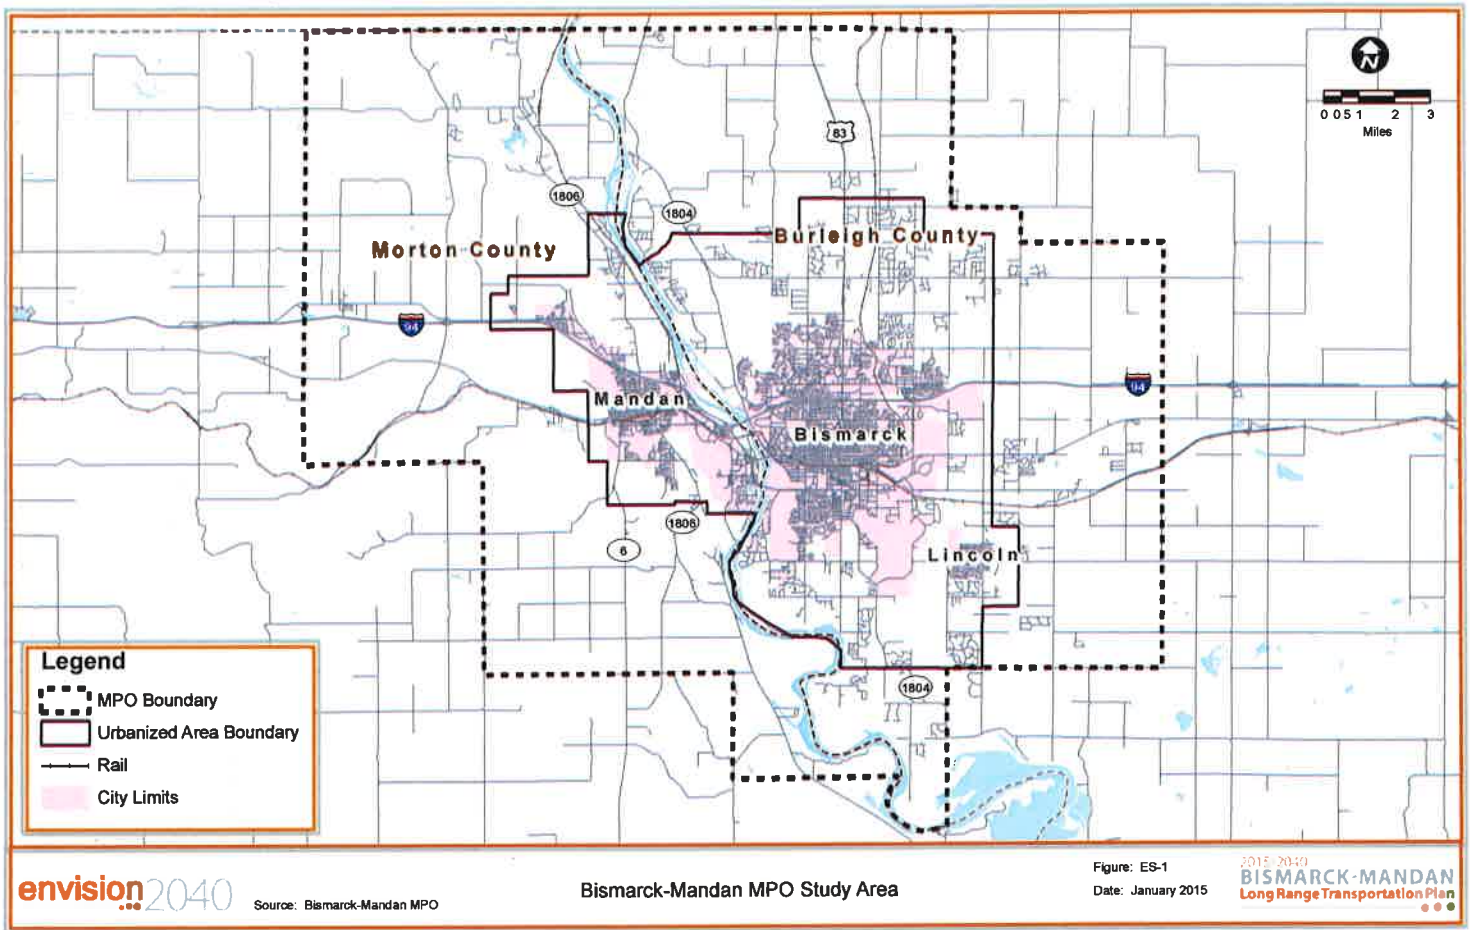 N
0 0.5 1 2 3
Miles
83
1806
1804
Morton County
Burleigh County
94
94
Mandan
Bismarck
1806
6
Lincoln
1804
Legend
MPO Boundary
Urbanized Area Boundary
Rail
City Limits
envision 2040
Source: Bismarck-Mandan MPO
Bismarck-Mandan MPO Study Area
Figure: ES-1
Date: January 2015
2015-2040
BISMARCK-MANDAN
Long Range Transportation Plan